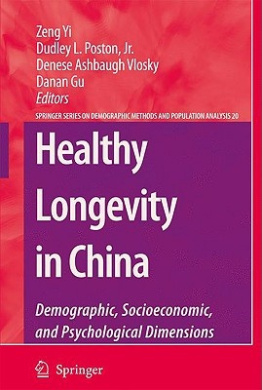 Zeng Yi
Dudley L. Poston, Jr.
Denese Ashbaugh Vlosky
Danan Gu
Editors
SPRINGER SERIES ON DEMOGRAPHIC METHODS AND POPULATION ANALYSIS 20
Healthy
Longevity
in China
Demographic, Socioeconomic,
and Psychological Dimensions
Springer